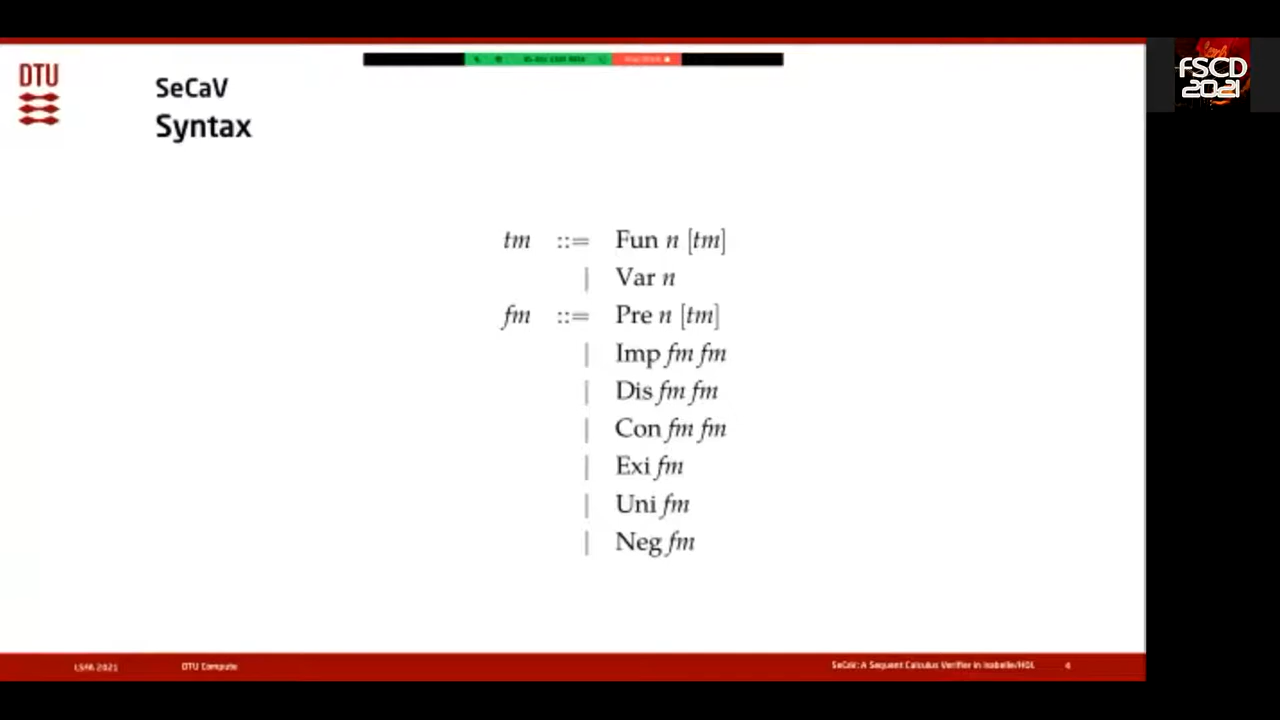 DTU
SeCaV
Syntax
FSCD
2021
tm ::= Fun n [tm]
| Var n
fm ::= Pre n [tm]
| Imp fm fm
| Dis fm fm
| Con fm fm
| Exi fm
| Uni fm
| Neg fm
LSFA 2021 DTU Compute SeCaV: A Sequent Calculus Verifier in Isabelle/HOL 4